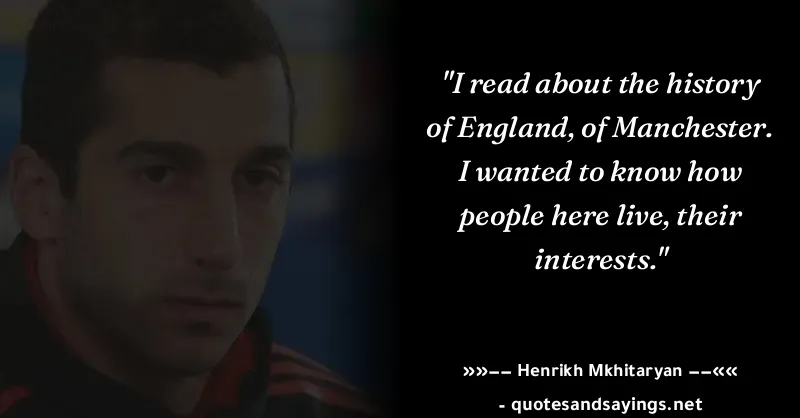 "I read about the history
of England, of Manchester.
I wanted to know how
people here live, their
interests."
»»—— Henrikh Mkhitaryan ——««
- quotesandsayings.net